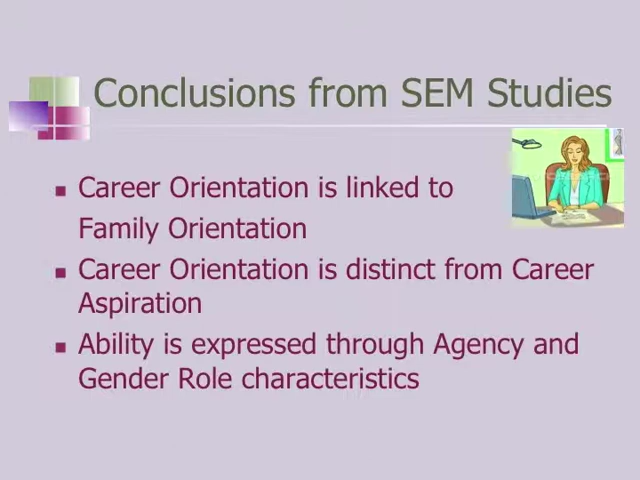 Conclusions from SEM Studies
Career Orientation is linked to
Family Orientation
Career Orientation is distinct from Career
Aspiration
Ability is expressed through Agency and
Gender Role characteristics